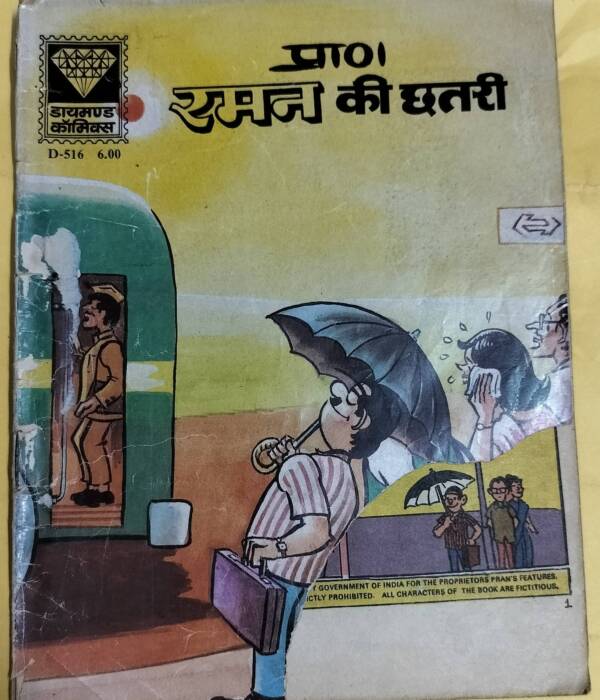 प्राण
रमन की छतरी
डायमण्ड
कॉमिक्स
D-516 6.00
Y GOVERNMENT OF INDIA FOR THE PROPRIETORS PRAN'S FEATURES.
ICTLY PROHIBITED. ALL CHARACTERS OF THE BOOK ARE FICTITIOUS.
1